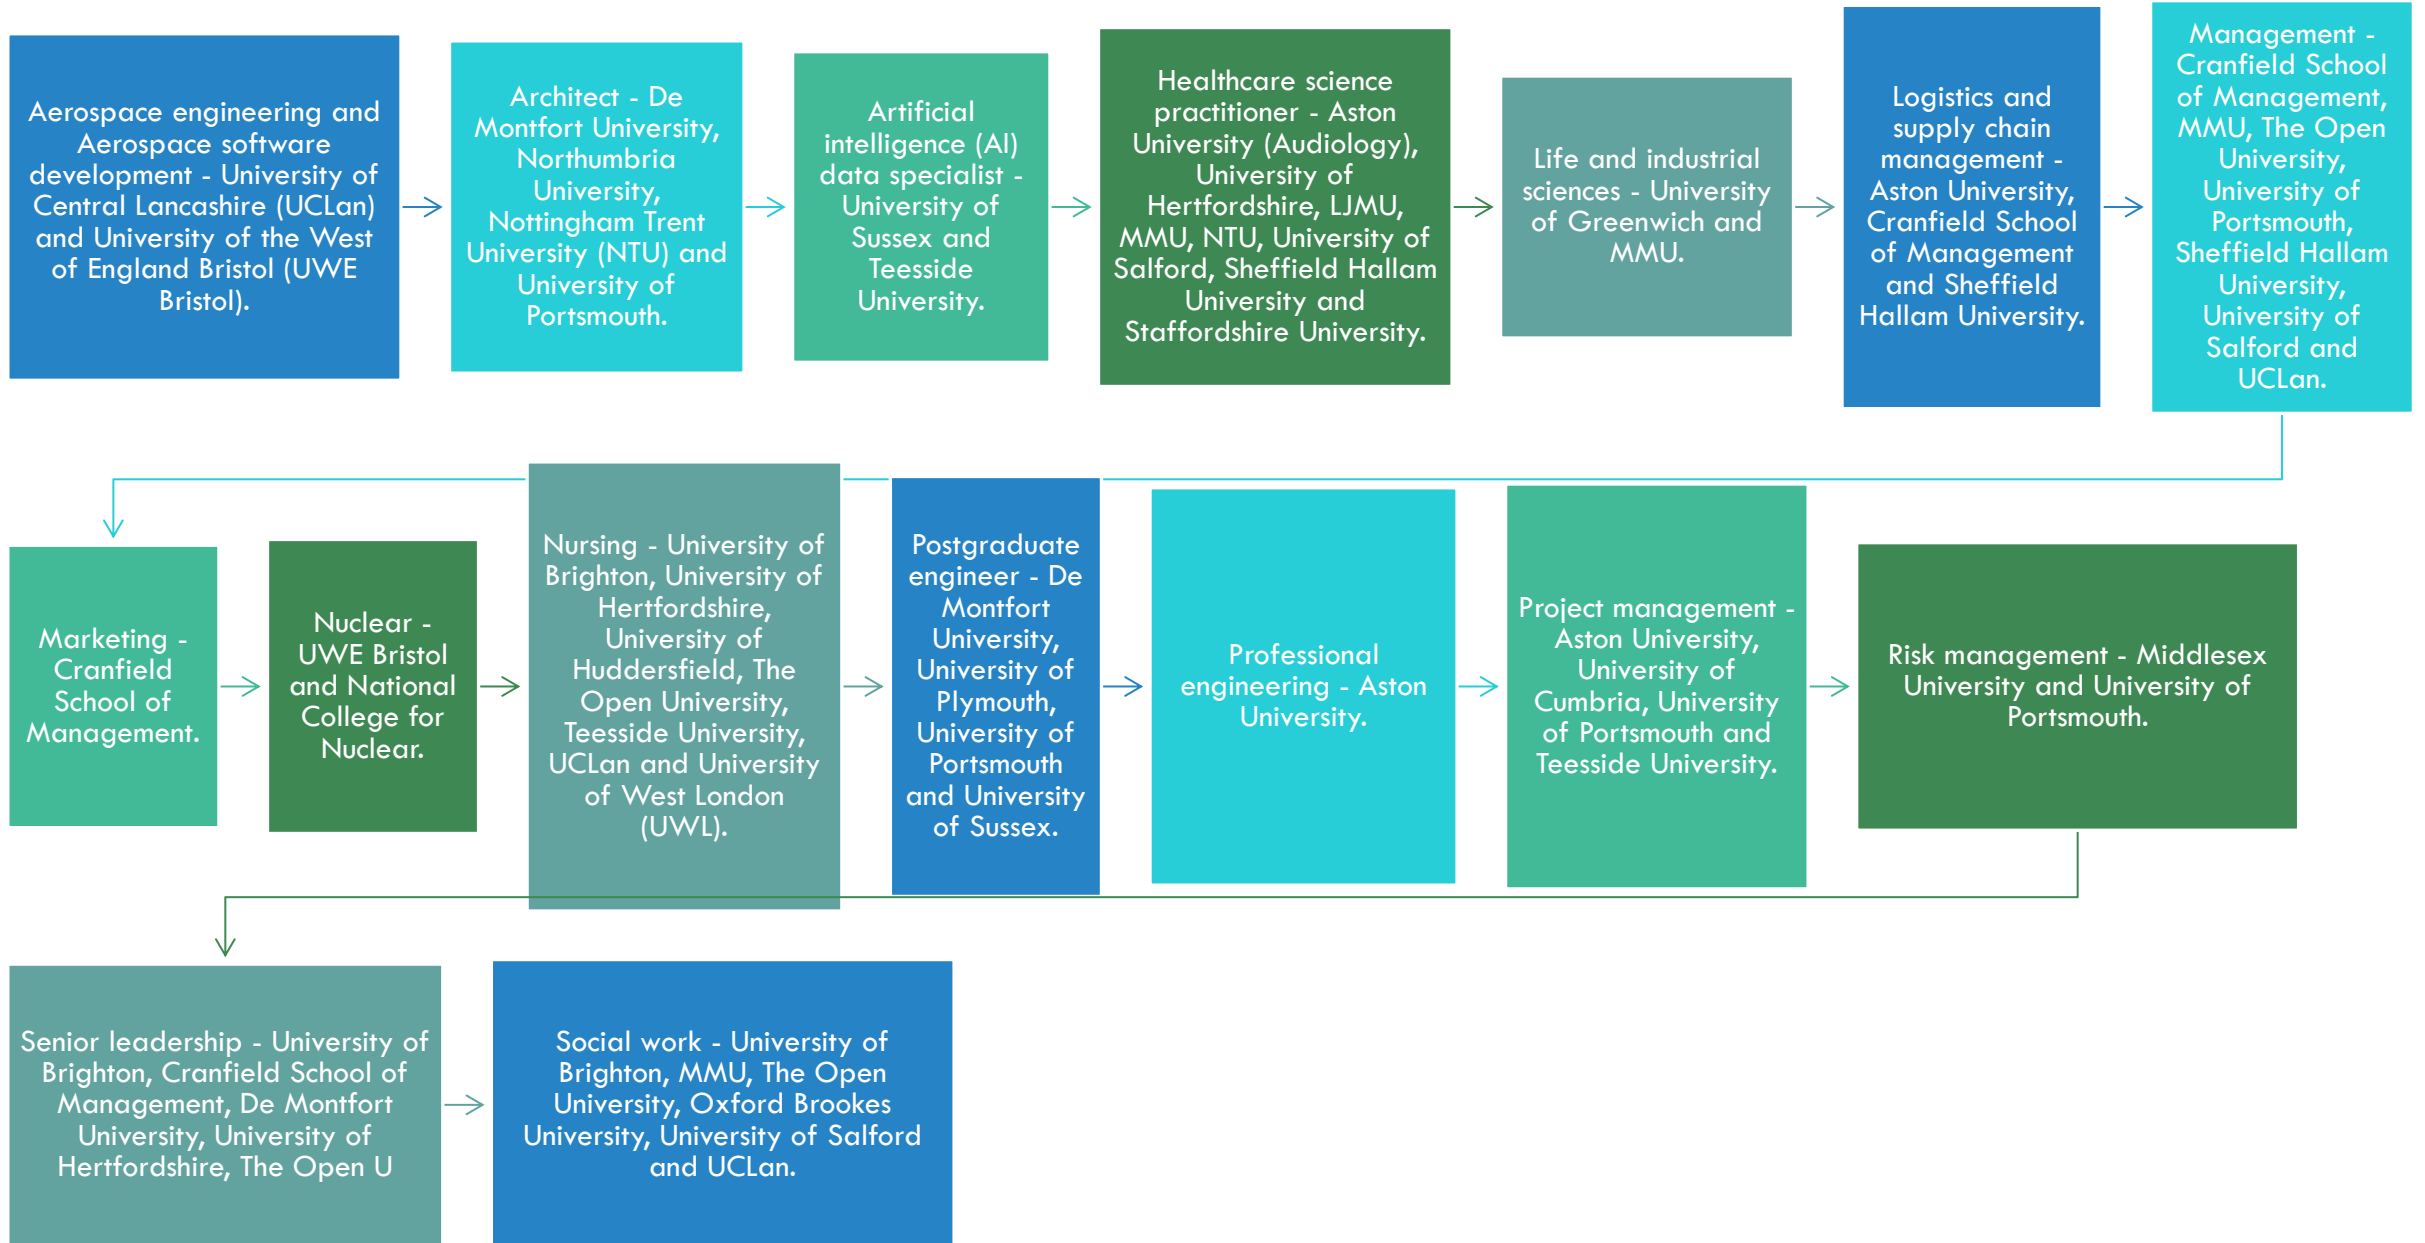 Aerospace engineering and
Aerospace software
development - University of
Central Lancashire (UCLan)
and University of the West
of England Bristol (UWE
Bristol).
Architect - De
Montfort University,
Northumbria
University,
Nottingham Trent
University (NTU) and
University of
Portsmouth.
Artificial
intelligence (AI)
data specialist -
University of
Sussex and
Teesside
University.
Healthcare science
practitioner - Aston
University (Audiology),
University of
Hertfordshire, LJMU,
MMU, NTU, University of
Salford, Sheffield Hallam
University and
Staffordshire University.
Life and industrial
sciences - University
of Greenwich and
MMU.
Logistics and
supply chain
management -
Aston University,
Cranfield School
of Management
and Sheffield
Hallam University.
Management -
Cranfield School
of Management,
MMU, The Open
University,
University of
Portsmouth,
Sheffield Hallam
University,
University of
Salford and
UCLan.
Marketing -
Cranfield
School of
Management.
Nuclear -
UWE Bristol
and National
College for
Nuclear.
Nursing - University of
Brighton, University of
Hertfordshire,
University of
Huddersfield, The
Open University,
Teesside University,
UCLan and University
of West London
(UWL).
Postgraduate
engineer - De
Montfort
University,
University of
Plymouth,
University of
Portsmouth
and University
of Sussex.
Professional
engineering - Aston
University.
Project management -
Aston University,
University of
Cumbria, University
of Portsmouth and
Teesside University.
Risk management - Middlesex
University and University of
Portsmouth.
Senior leadership - University of
Brighton, Cranfield School of
Management, De Montfort
University, University of
Hertfordshire, The Open U
Social work - University of
Brighton, MMU, The Open
University, Oxford Brookes
University, University of Salford
and UCLan.